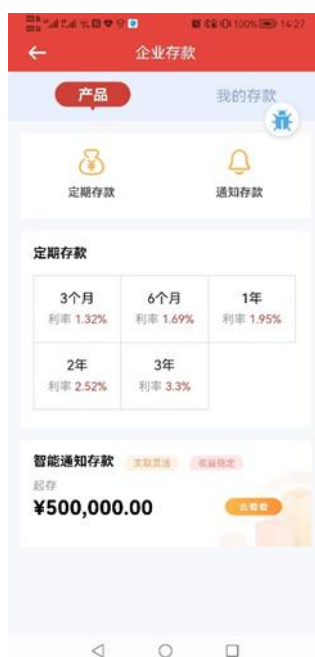 100% 14:27
企业存款
产品 我的存款
定期存款 通知存款
定期存款
3个月 6个月 1年
利率 1.32% 利率 1.69% 利率 1.95%
2年 3年
利率 2.52% 利率 3.3%
智能通知存款 支取灵活 收益稳定
起存
¥500,000.00 去看看